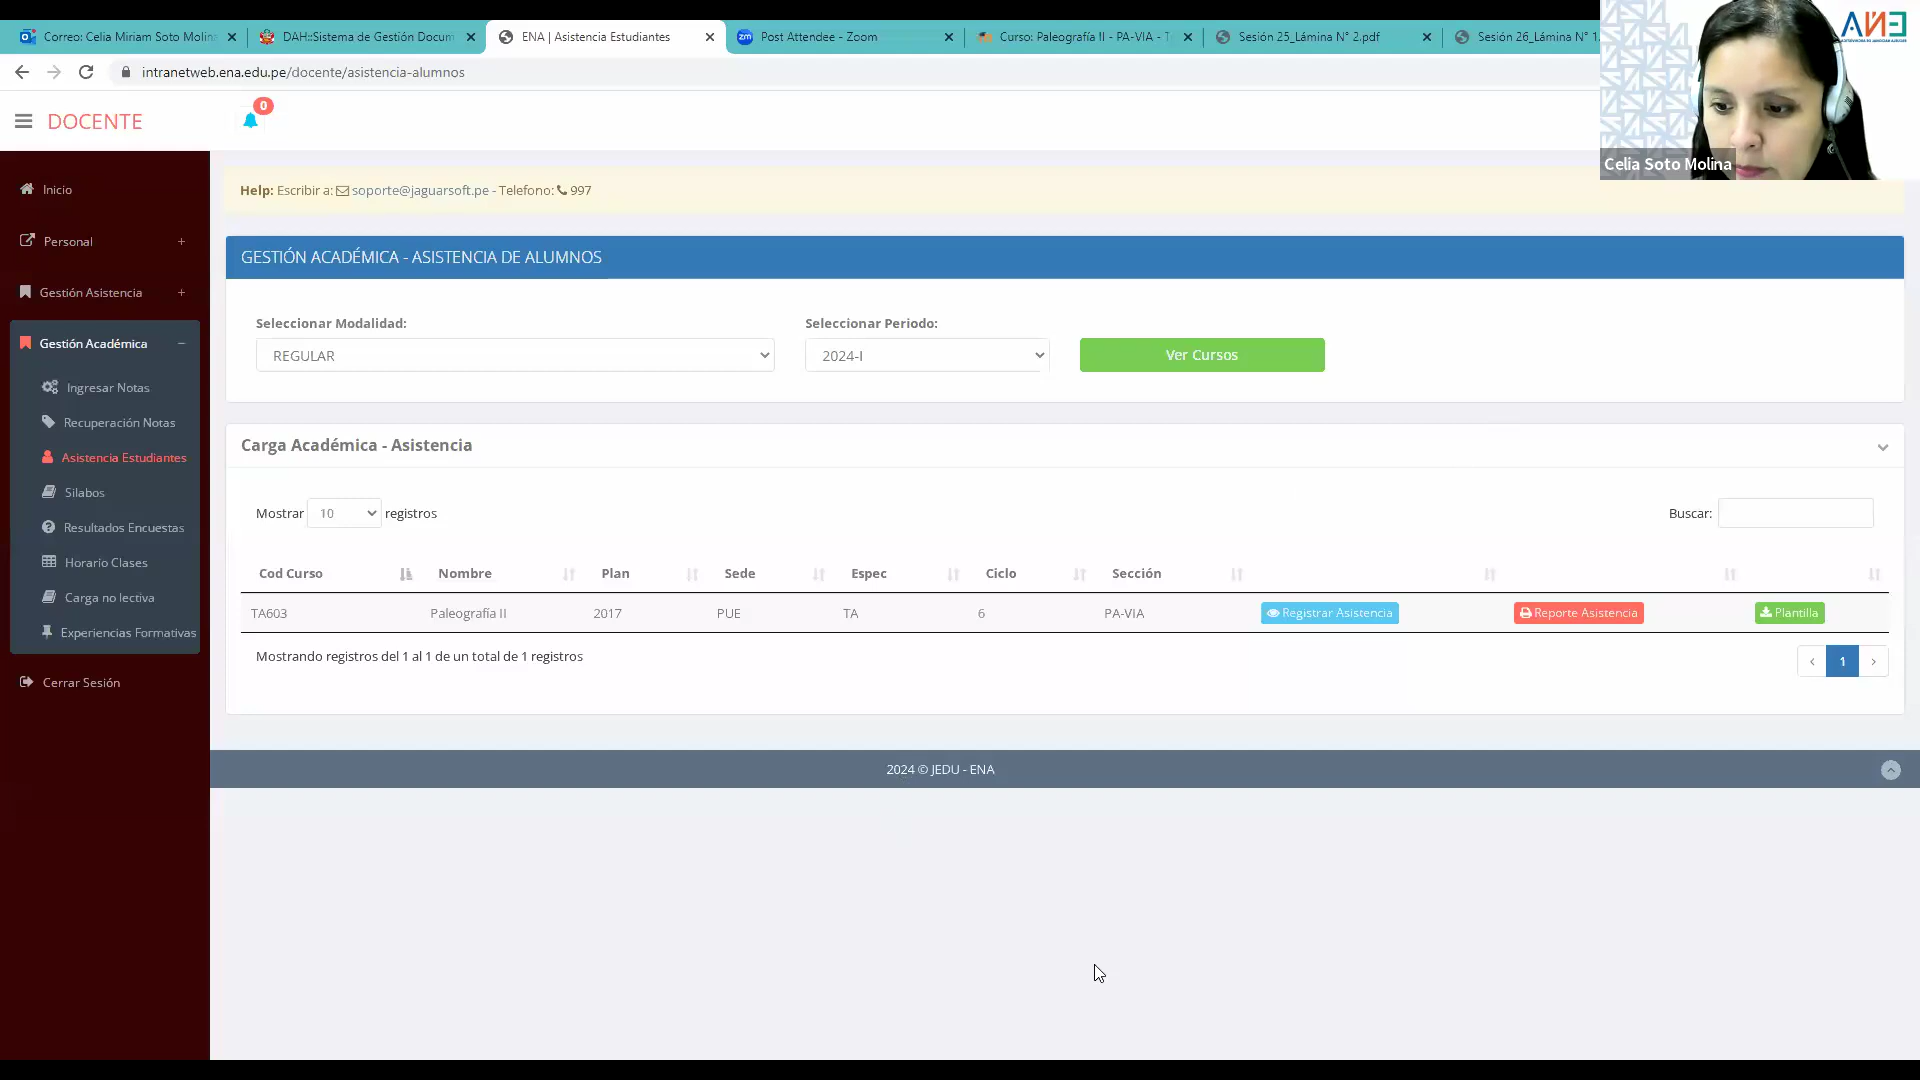 Correo: Celia Miriam Soto Molin
DAH::Sistema de Gestión Docum
ENA | Asistencia Estudiantes
Post Attendee - Zoom
Curso: Paleografía II - PA-VIA - T
Sesión 25_Lámina N° 2.pdf
Sesión 26_Lámina N° 1.
ENA
intranetweb.ena.edu.pe/docente/asistencia-alumnos
DOCENTE
0
Celia Soto Molina
Inicio
Personal
Gestión Asistencia
Gestión Académica
Ingresar Notas
Recuperación Notas
Asistencia Estudiantes
Silabos
Resultados Encuestas
Horario Clases
Carga no lectiva
Experiencias Formativas
Cerrar Sesión
Help: Escribir a: soporte@jaguarsoft.pe - Telefono: 997
GESTIÓN ACADÉMICA - ASISTENCIA DE ALUMNOS
Seleccionar Modalidad: Seleccionar Periodo:
REGULAR 2024-I Ver Cursos
Carga Académica - Asistencia
Mostrar 10 registros Buscar:
Cod Curso Nombre Plan Sede Espec Ciclo Sección
TA603 Paleografía II 2017 PUE TA 6 PA-VIA Registrar Asistencia Reporte Asistencia Plantilla
Mostrando registros del 1 al 1 de un total de 1 registros ‹ 1 ›
2024 © JEDU - ENA